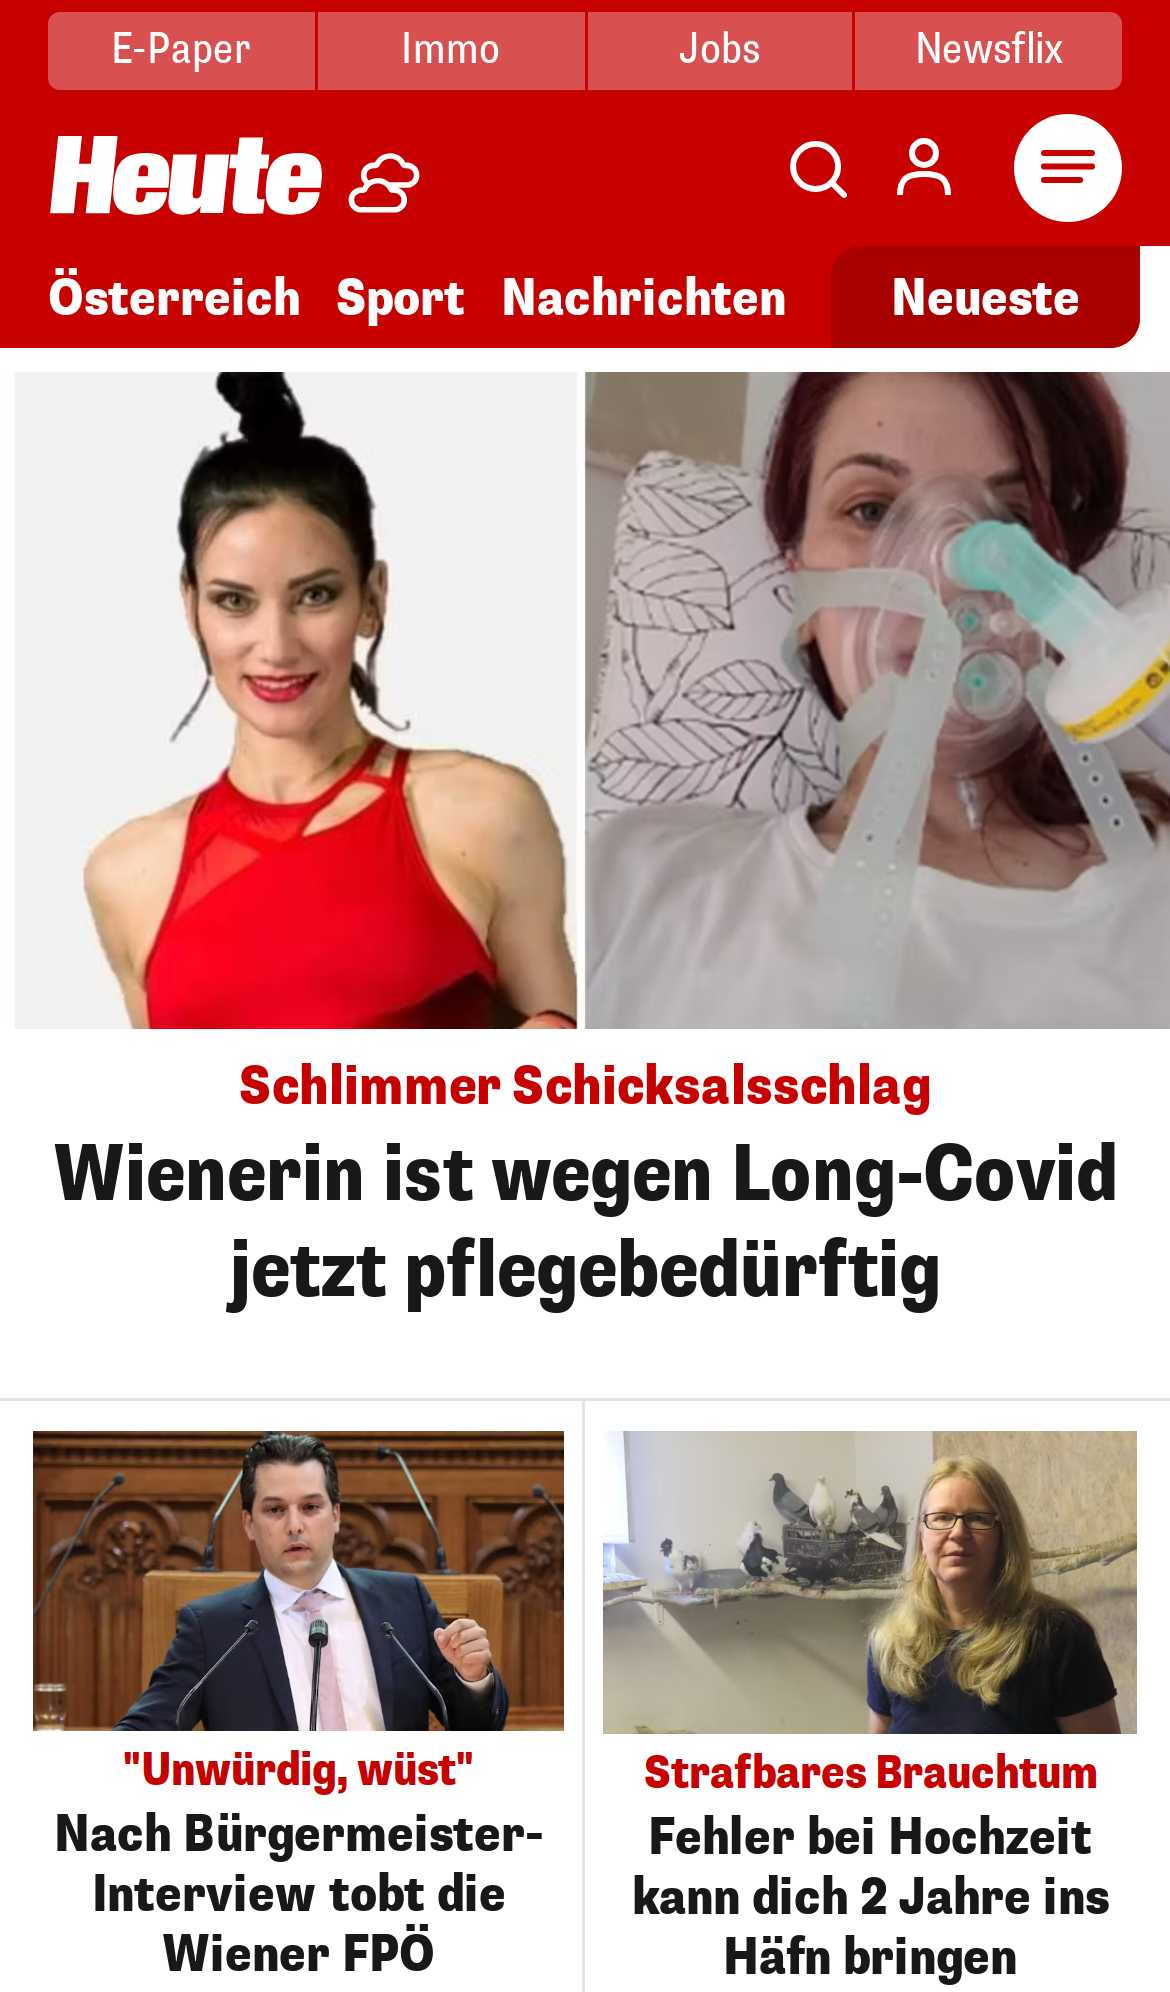 E-Paper
Immo
Jobs
Newsflix
Heute
Österreich
Sport
Nachrichten
Neueste
Schlimmer Schicksalsschlag
Wienerin ist wegen Long-Covid
jetzt pflegebedürftig
"Unwürdig, wüst"
Nach Bürgermeister-
Interview tobt die
Wiener FPÖ
Strafbares Brauchtum
Fehler bei Hochzeit
kann dich 2 Jahre ins
Häfn bringen